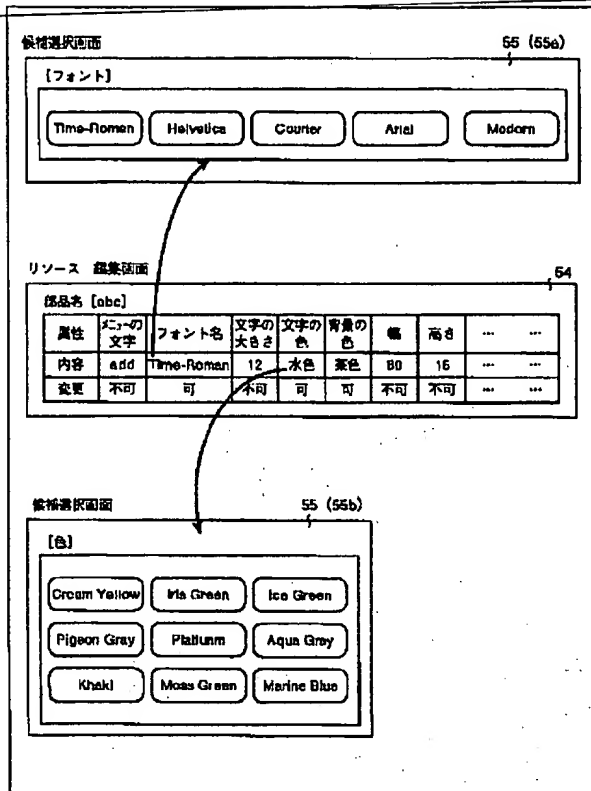 候補選択画面 55 (55a)
[フォント]
Time-Roman Helvetica Courier Arial Modern
リソース 編集画面 54
部品名 [abc]
属性 メニューの文字 フォント名 文字の大きさ 文字の色 背景の色 幅 高さ ... ...
内容 add Time-Roman 12 水色 茶色 80 15 ... ...
変更 不可 可 不可 可 可 不可 不可 ... ...
候補選択画面 55 (55b)
[色]
Cream Yellow Iris Green Ice Green
Pigeon Gray Platiunm Aqua Gray
Khaki Moss Green Marine Blue